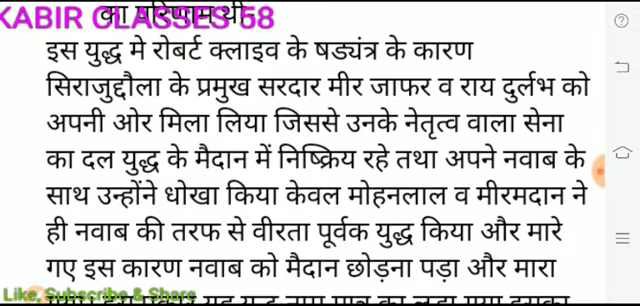 का परिणाम थी
KABIR CLASSES 58
इस युद्ध मे रोबर्ट क्लाइव के षड्यंत्र के कारण
सिराजुद्दौला के प्रमुख सरदार मीर जाफर व राय दुर्लभ को
अपनी ओर मिला लिया जिससे उनके नेतृत्व वाला सेना
का दल युद्ध के मैदान में निष्क्रिय रहे तथा अपने नवाब के
साथ उन्होंने धोखा किया केवल मोहनलाल व मीरमदान ने
ही नवाब की तरफ से वीरता पूर्वक युद्ध किया और मारे
गए इस कारण नवाब को मैदान छोड़ना पड़ा और मारा
Like, Subscribe & Share